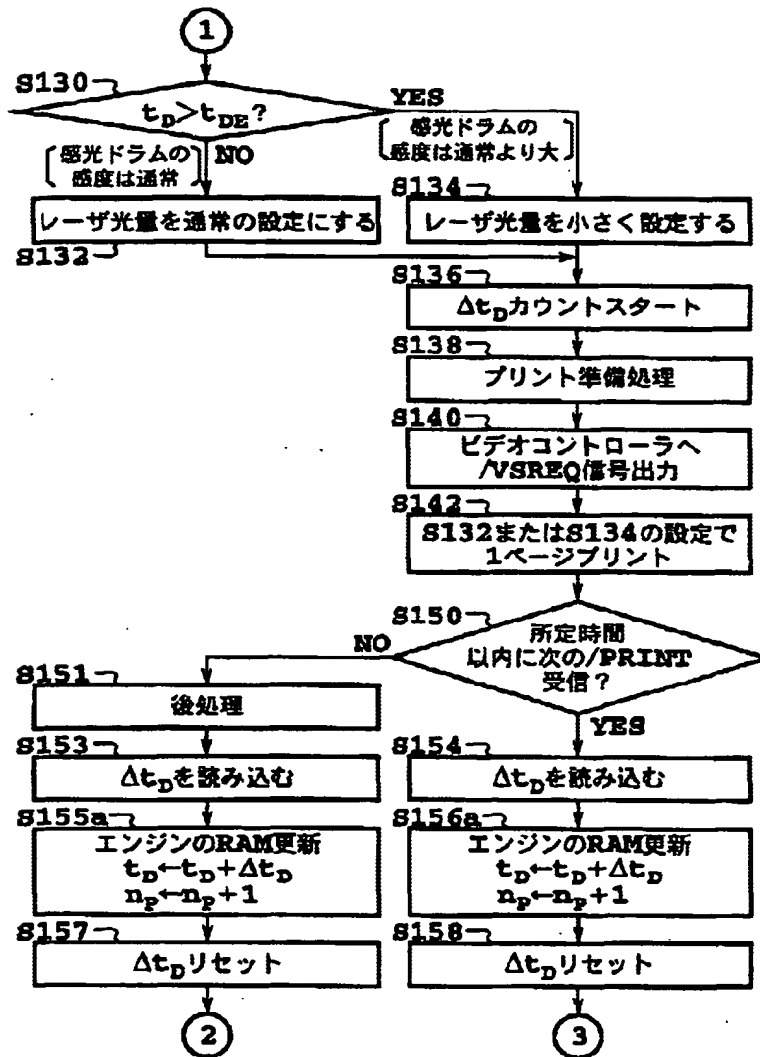 1
S130
tD>tDE?
YES
感光ドラムの
感度は通常より大
感光ドラムの
感度は通常
NO
S134
レーザ光量を通常の設定にする
レーザ光量を小さく設定する
S132
S136
ΔtDカウントスタート
S138
プリント準備処理
S140
ビデオコントローラへ
/VSREQ信号出力
S142
S132またはS134の設定で
1ページプリント
S150
所定時間
以内に次の/PRINT
受信?
NO
YES
S151
後処理
S153
ΔtDを読み込む
S154
ΔtDを読み込む
S155a
エンジンのRAM更新
tD←tD+ΔtD
nP←nP+1
S156a
エンジンのRAM更新
tD←tD+ΔtD
nP←nP+1
S157
ΔtDリセット
S158
ΔtDリセット
2
3